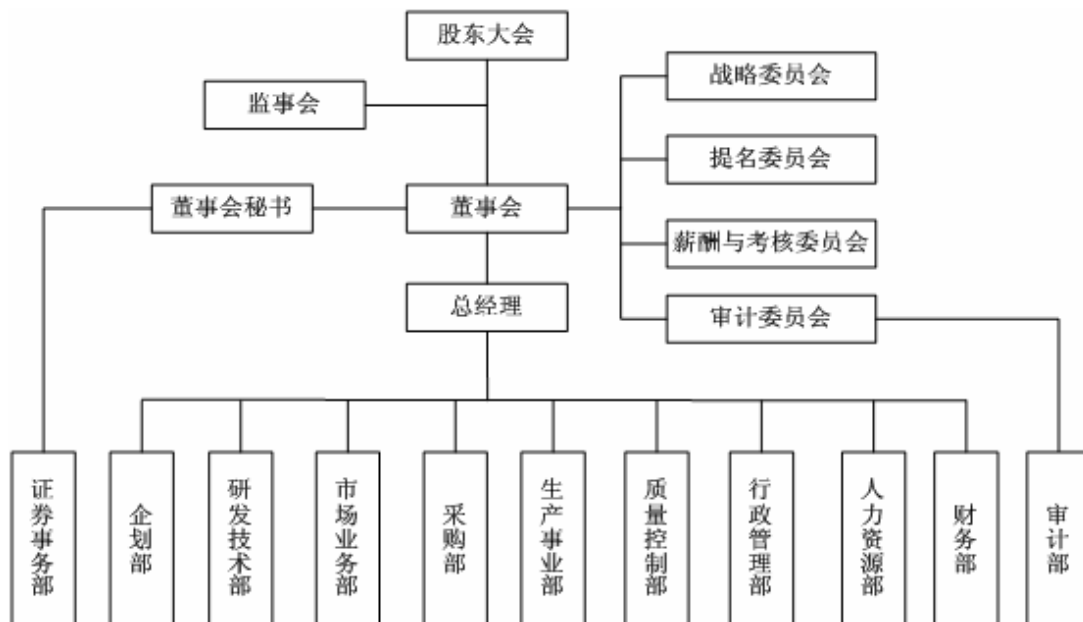 股东大会
战略委员会
监事会
提名委员会
董事会秘书
董事会
薪酬与考核委员会
总经理
审计委员会
证券事务部
企划部
研发技术部
市场业务部
采购部
生产事业部
质量控制部
行政管理部
人力资源部
财务部
审计部